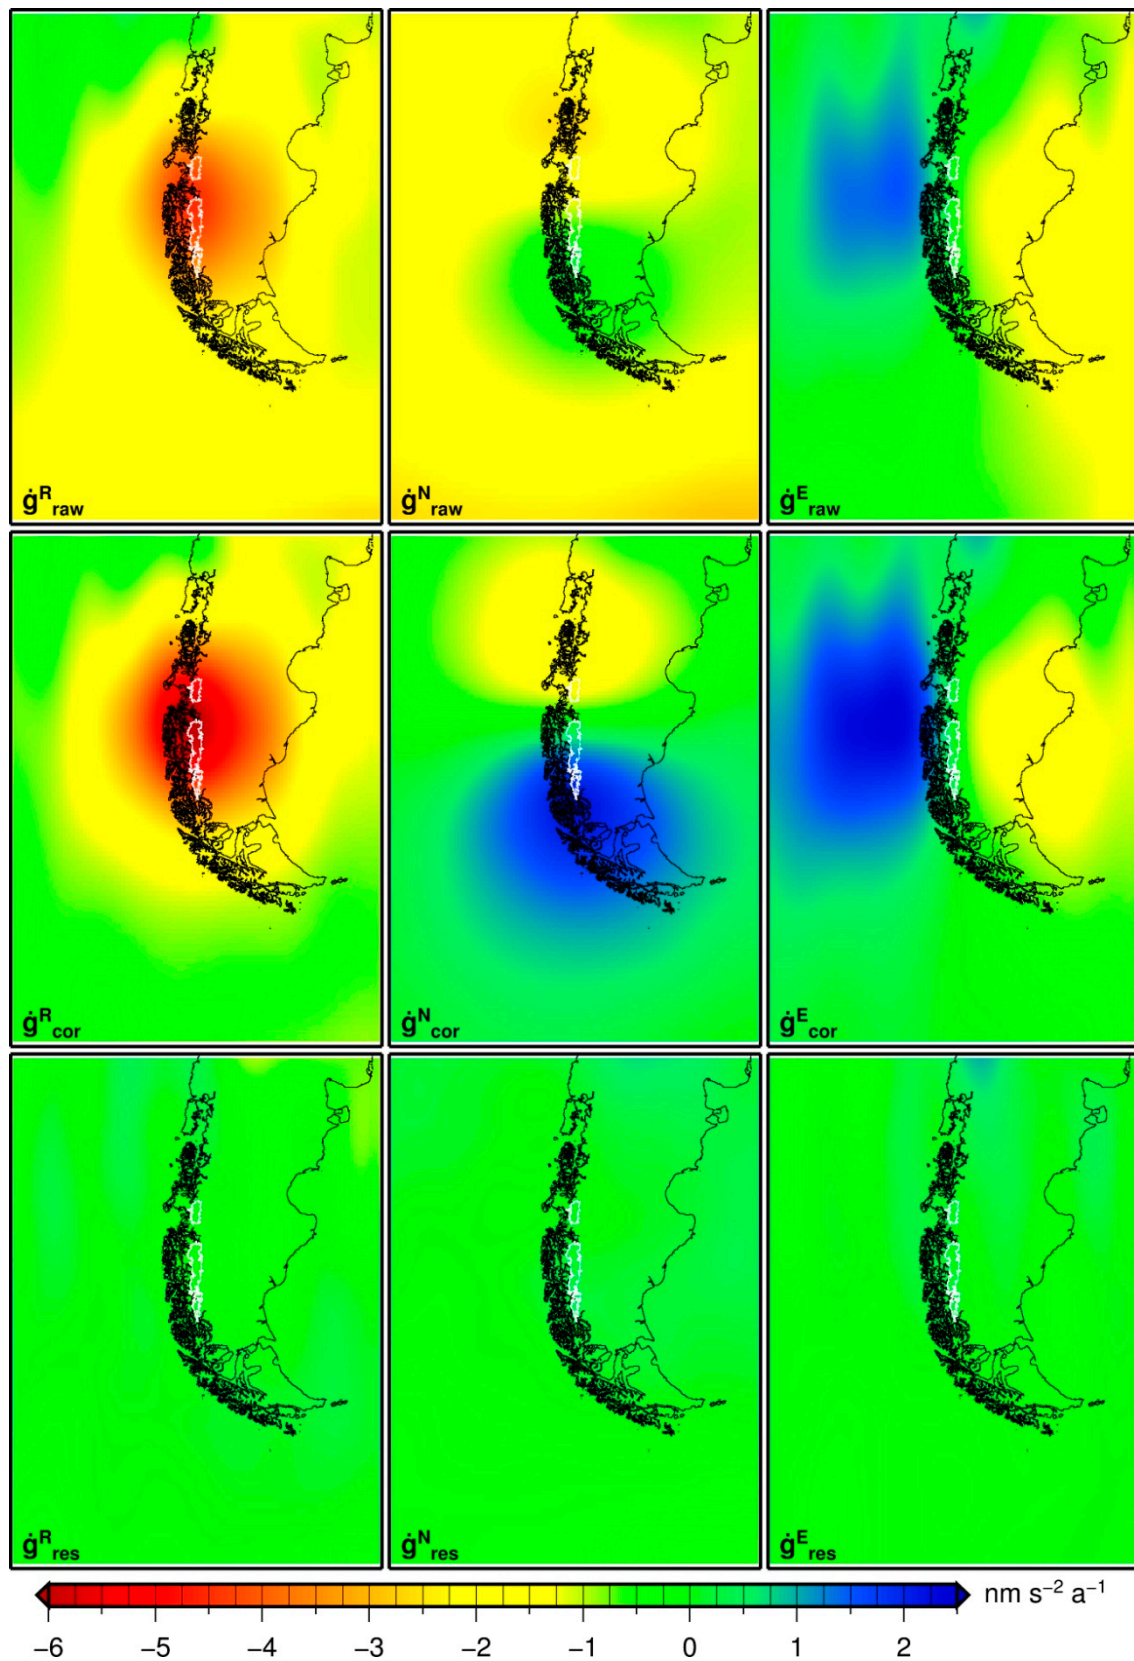 ġᴿraw
ġᴺraw
ġᴱraw
ġᴿcor
ġᴺcor
ġᴱcor
ġᴿres
ġᴺres
ġᴱres
nm s⁻² a⁻¹
−6 −5 −4 −3 −2 −1 0 1 2